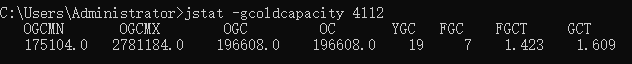 C:\Users\Administrator>jstat -gcoldcapacity 4112
OGCMN OGCMX OGC OC YGC FGC FGCT GCT
175104.0 2781184.0 196608.0 196608.0 19 7 1.423 1.609